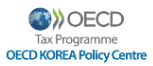 OECD
Tax Programme
OECD KOREA Policy Centre